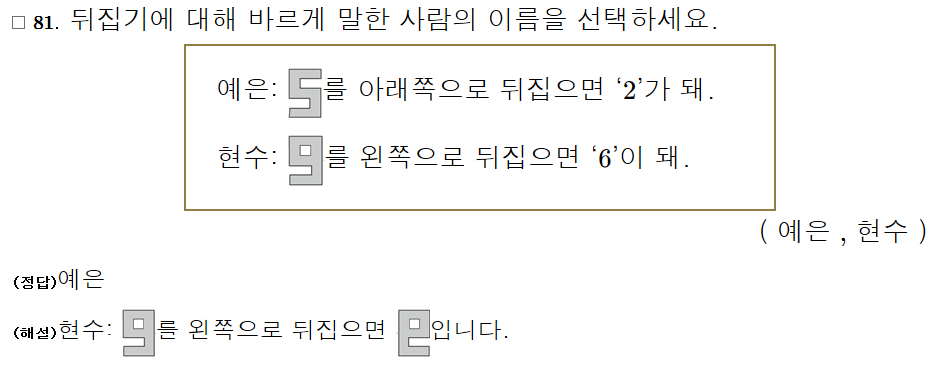 □ 81. 뒤집기에 대해 바르게 말한 사람의 이름을 선택하세요.
예은: 5를 아래쪽으로 뒤집으면 ‘2’가 돼.
현수: 9를 왼쪽으로 뒤집으면 ‘6’이 돼.
( 예은 , 현수 )
(정답)예은
(해설)현수: 9를 왼쪽으로 뒤집으면 입니다.